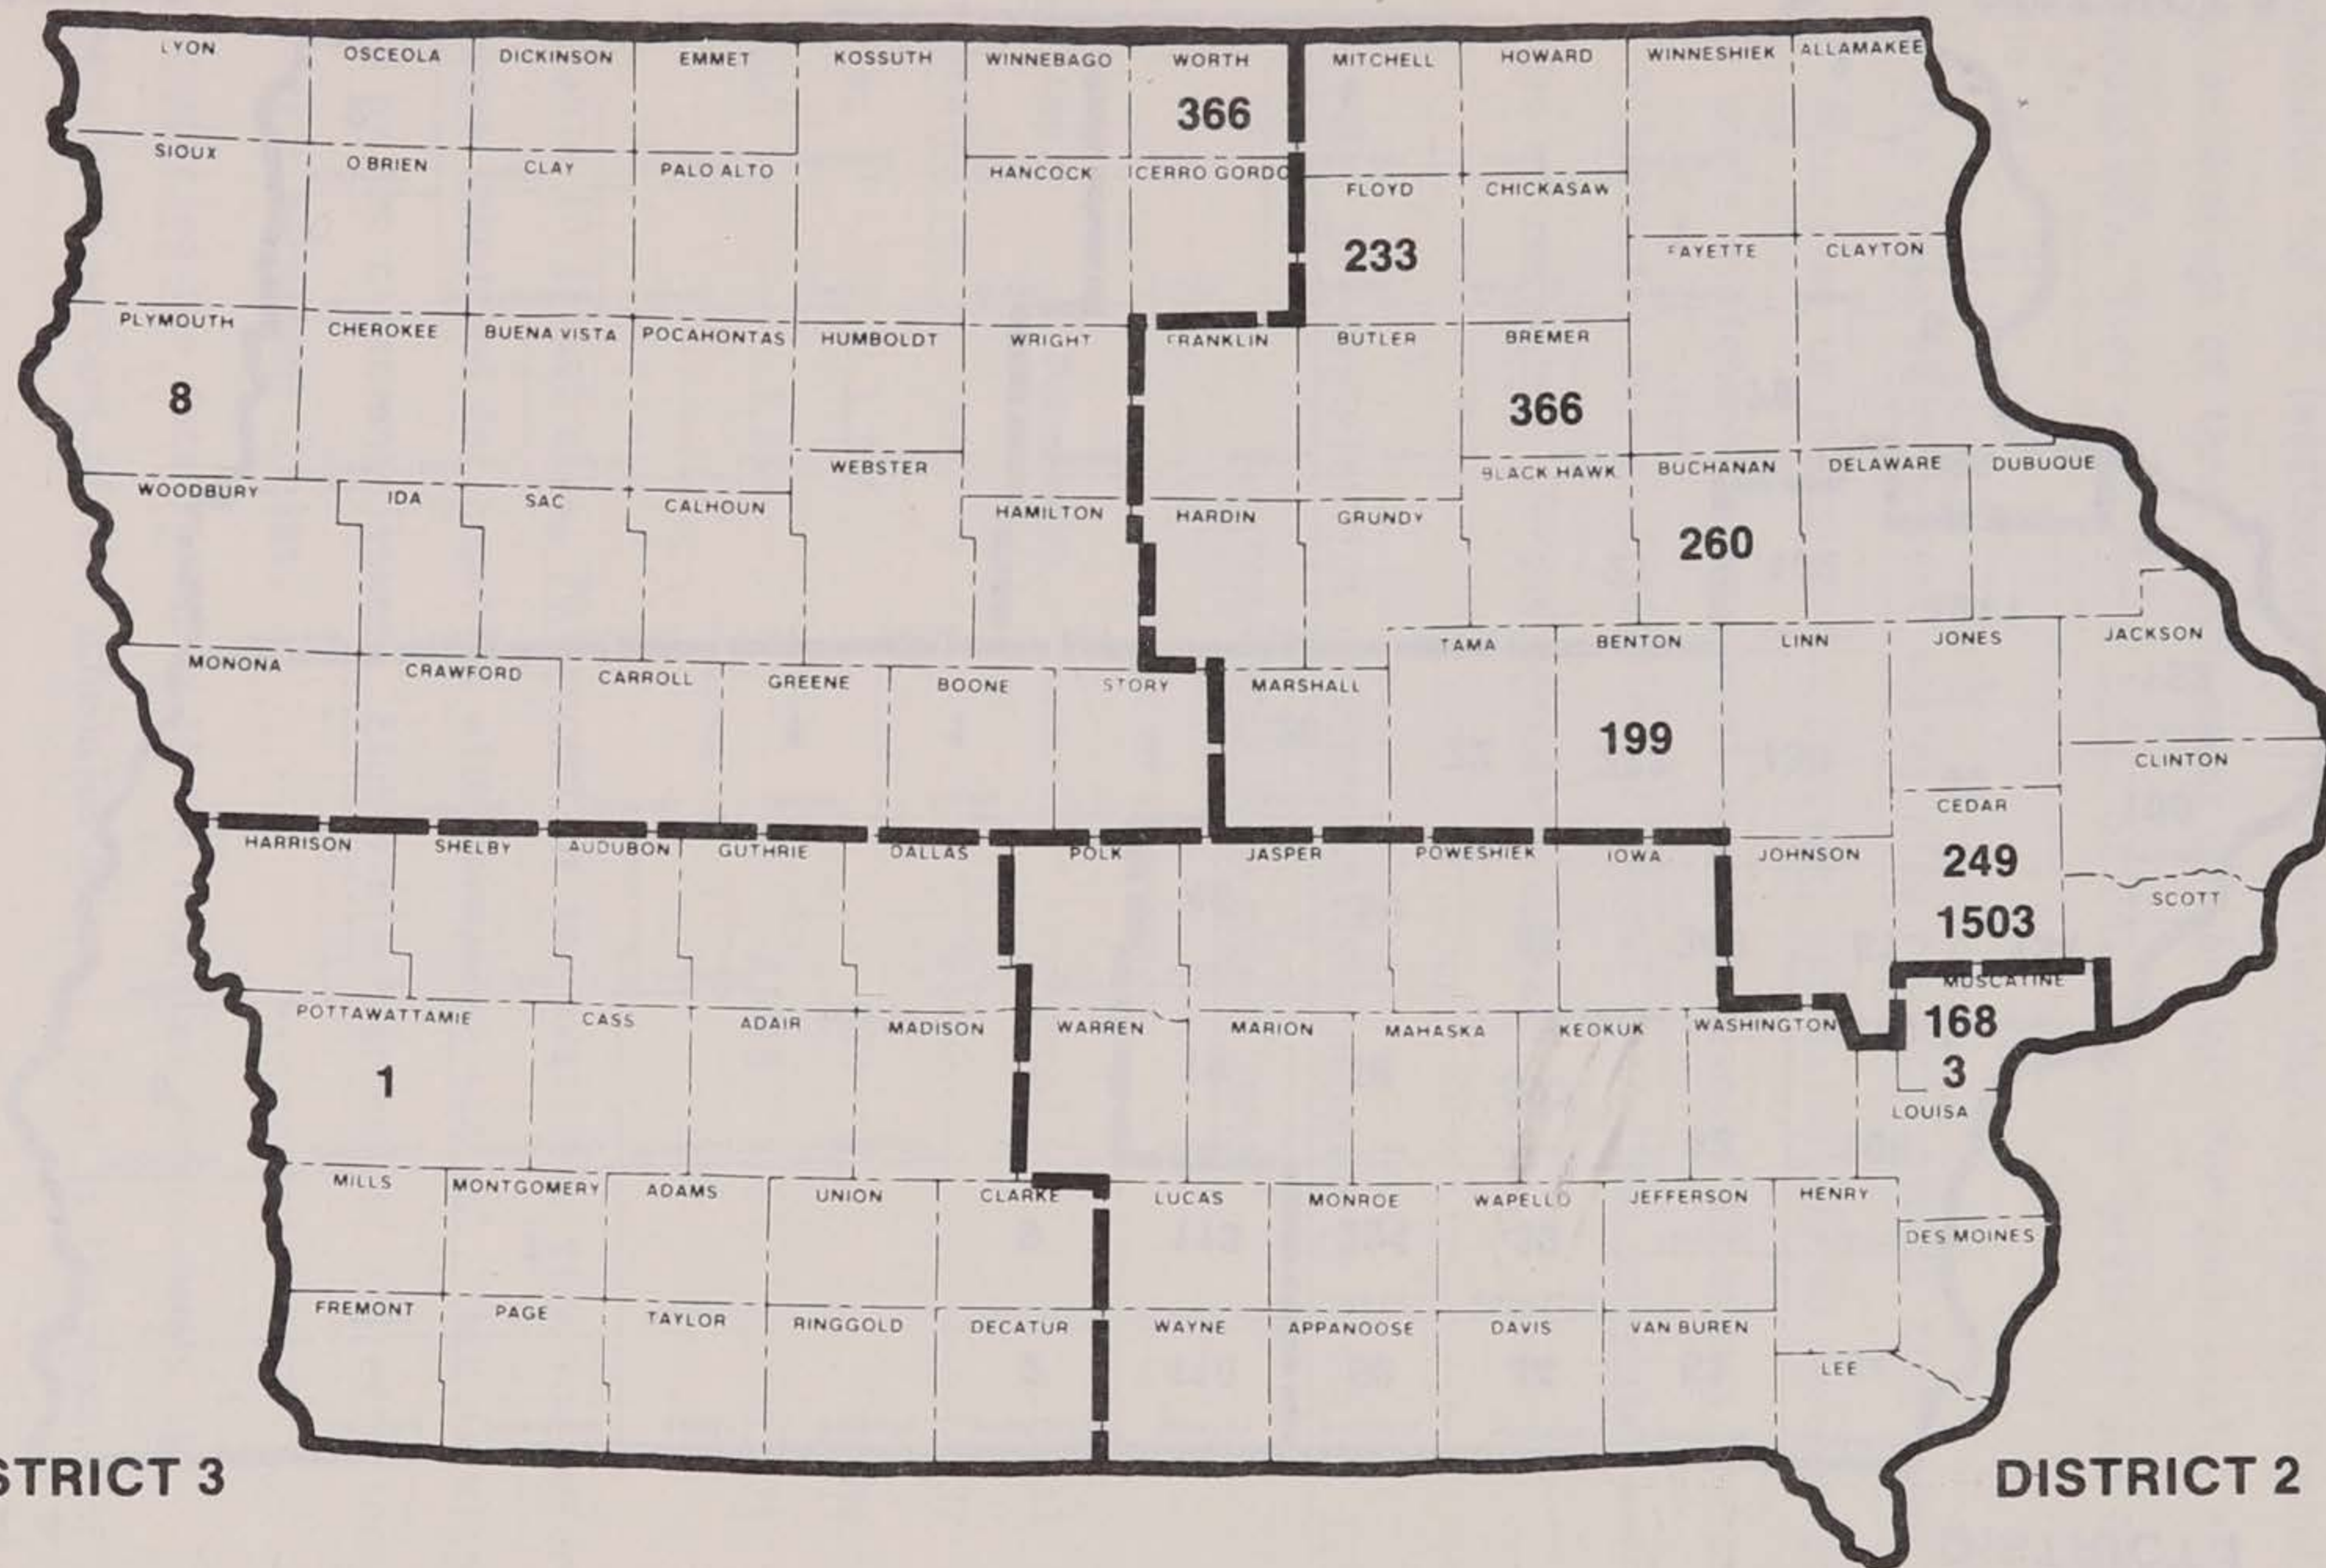 LYON OSCEOLA DICKINSON EMMET KOSSUTH WINNEBAGO WORTH MITCHELL HOWARD WINNESHIEK ALLAMAKEE
366
SIOUX O'BRIEN CLAY PALO ALTO HANCOCK CERRO GORDO FLOYD CHICKASAW
233
FAYETTE CLAYTON
PLYMOUTH CHEROKEE BUENA VISTA POCAHONTAS HUMBOLDT WRIGHT FRANKLIN BUTLER BREMER
8
366
WEBSTER BLACK HAWK BUCHANAN DELAWARE DUBUQUE
WOODBURY IDA SAC CALHOUN HAMILTON HARDIN GRUNDY
260
TAMA BENTON LINN JONES JACKSON
MONONA CRAWFORD CARROLL GREENE BOONE STORY MARSHALL
199
CLINTON
CEDAR
HARRISON SHELBY AUDUBON GUTHRIE DALLAS POLK JASPER POWESHIEK IOWA JOHNSON
249
SCOTT
1503
MUSCATINE
POTTAWATTAMIE CASS ADAIR MADISON WARREN MARION MAHASKA KEOKUK WASHINGTON
168
1
3
LOUISA
MILLS MONTGOMERY ADAMS UNION CLARKE LUCAS MONROE WAPELLO JEFFERSON HENRY
DES MOINES
FREMONT PAGE TAYLOR RINGGOLD DECATUR WAYNE APPANOOSE DAVIS VAN BUREN
LEE
STRICT 3
DISTRICT 2